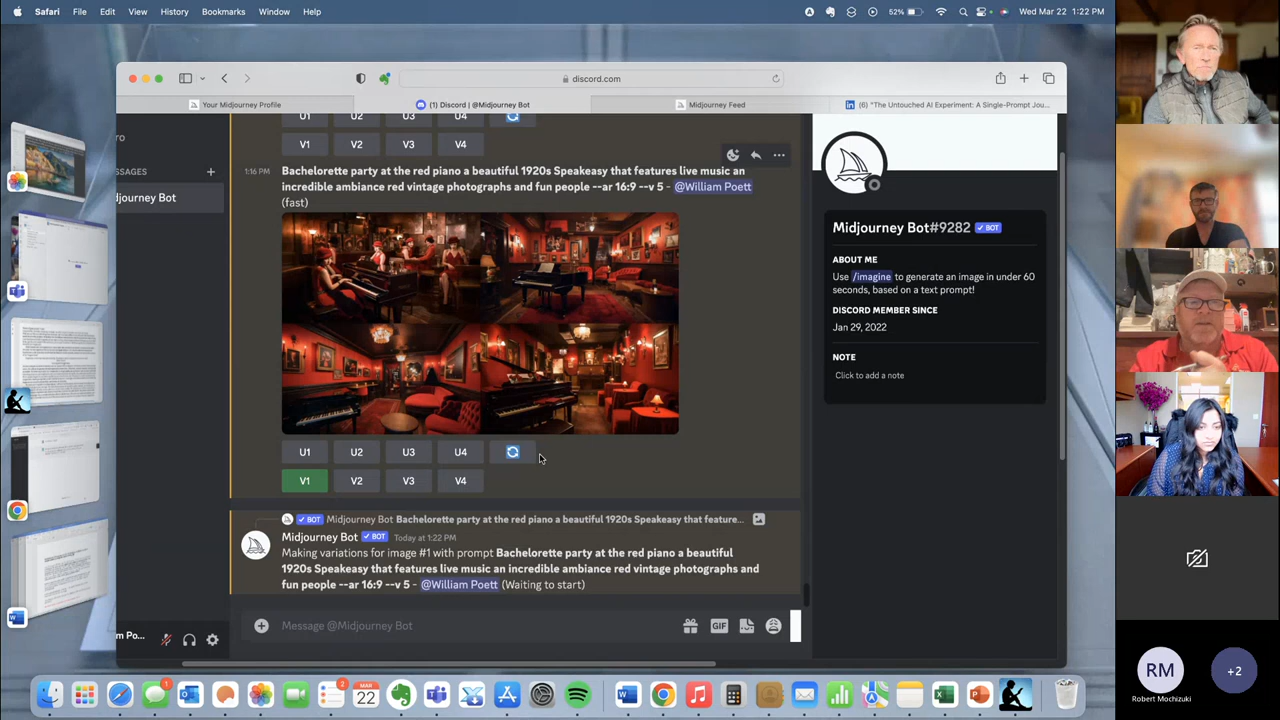 Safari File Edit View History Bookmarks Window Help
52% Wed Mar 22 1:22 PM
discord.com
Your Midjourney Profile
(1) Discord | @Midjourney Bot
Midjourney Feed
(6) "The Untouched AI Experiment: A Single-Prompt Jou...
ro
SSAGES
djourney Bot
U1 U2 U3 U4
V1 V2 V3 V4
1:16 PM
Bachelorette party at the red piano a beautiful 1920s Speakeasy that features live music an
incredible ambiance red vintage photographs and fun people --ar 16:9 --v 5 - @William Poett
(fast)
U1 U2 U3 U4
V1 V2 V3 V4
BOT Midjourney Bot Bachelorette party at the red piano a beautiful 1920s Speakeasy that feature...
Midjourney Bot BOT Today at 1:22 PM
Making variations for image #1 with prompt Bachelorette party at the red piano a beautiful
1920s Speakeasy that features live music an incredible ambiance red vintage photographs and
fun people --ar 16:9 --v 5 - @William Poett (Waiting to start)
Message @Midjourney Bot
GIF
m Po...
Midjourney Bot#9282 BOT
ABOUT ME
Use /imagine to generate an image in under 60
seconds, based on a text prompt!
DISCORD MEMBER SINCE
Jan 29, 2022
NOTE
Click to add a note
RM
Robert Mochizuki
+2
1
2
MAR
22